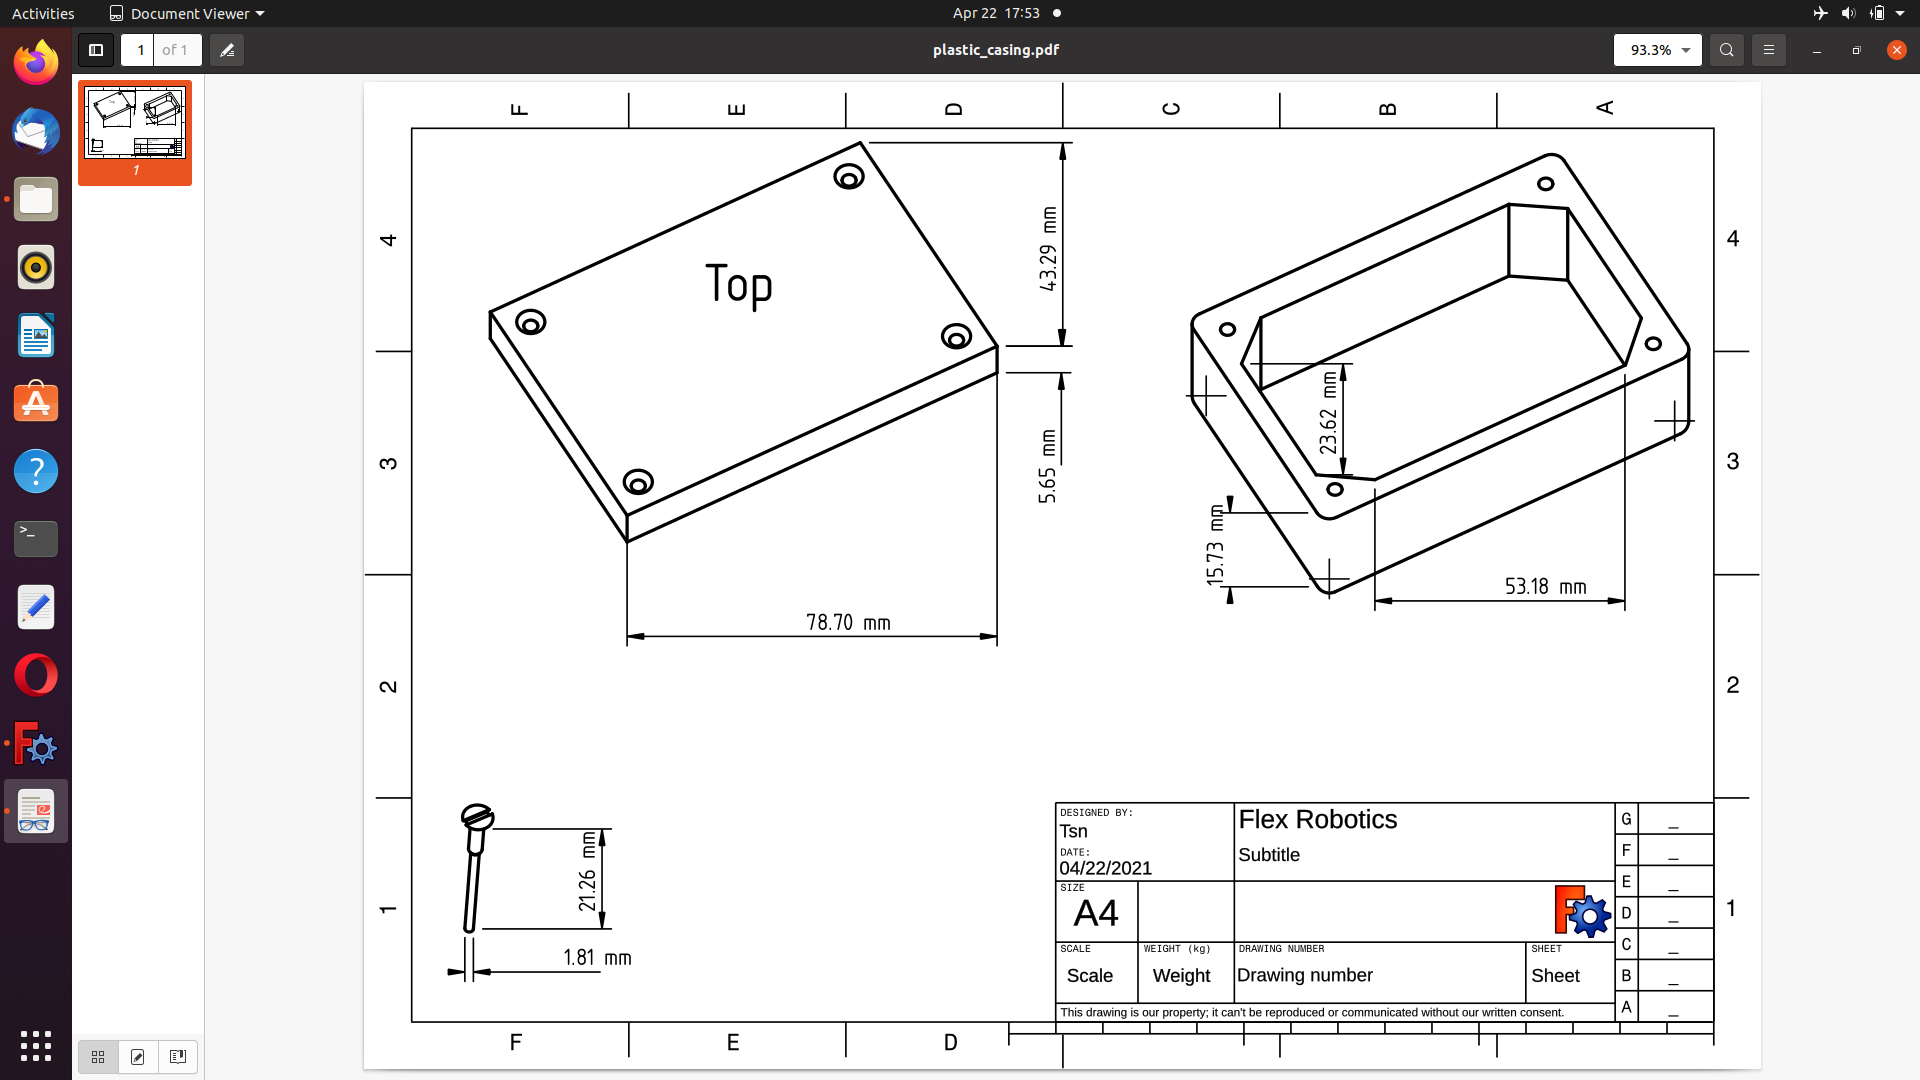 Activities
Document Viewer
Apr 22 17:53
1 of 1
plastic_casing.pdf
93.3%
1
F E D C B A
4
4
Top
43.29 mm
3
3
5.65 mm
23.62 mm
15.73 mm
78.70 mm
53.18 mm
2
2
21.26 mm
1.81 mm
1
1
DESIGNED BY:
Tsn
DATE:
04/22/2021
Flex Robotics
Subtitle
SIZE
A4
SCALE
Scale
WEIGHT (kg)
Weight
DRAWING NUMBER
Drawing number
SHEET
Sheet
G _
F _
E _
D _
C _
B _
A _
This drawing is our property; it can't be reproduced or communicated without our written consent.
F E D